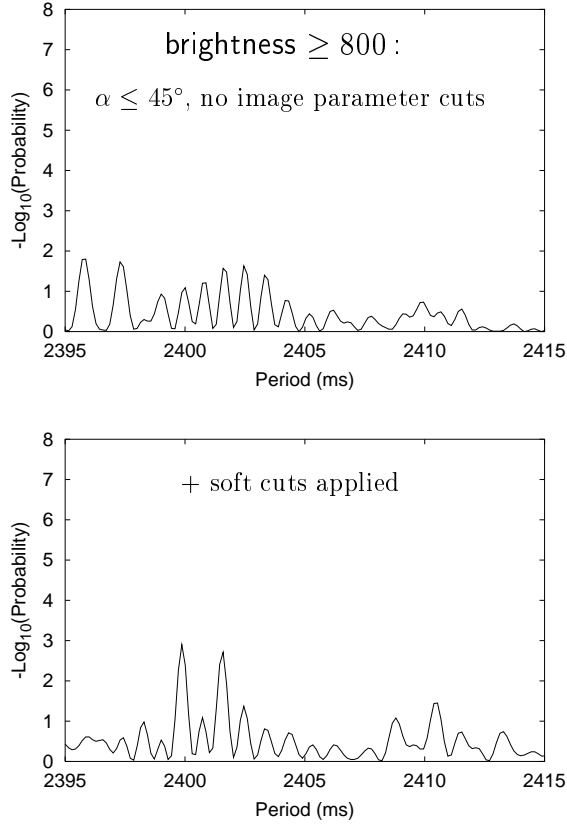 8
7
6
5
4
3
2
1
0
-Log10(Probability)
brightness ≥ 800 :
α ≤ 45°, no image parameter cuts
2395 2400 2405 2410 2415
Period (ms)
8
7
6
5
4
3
2
1
0
-Log10(Probability)
+ soft cuts applied
2395 2400 2405 2410 2415
Period (ms)